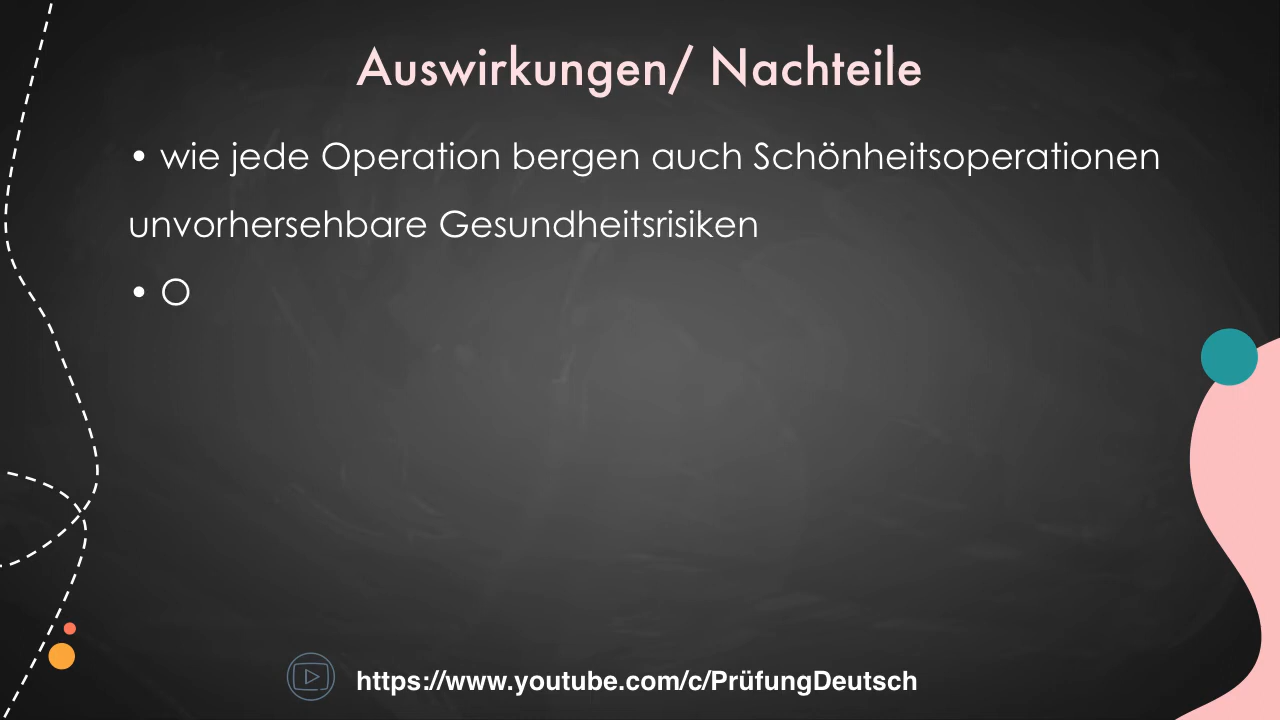 Auswirkungen/ Nachteile
• wie jede Operation bergen auch Schönheitsoperationen
unvorhersehbare Gesundheitsrisiken
• O
https://www.youtube.com/c/PrüfungDeutsch